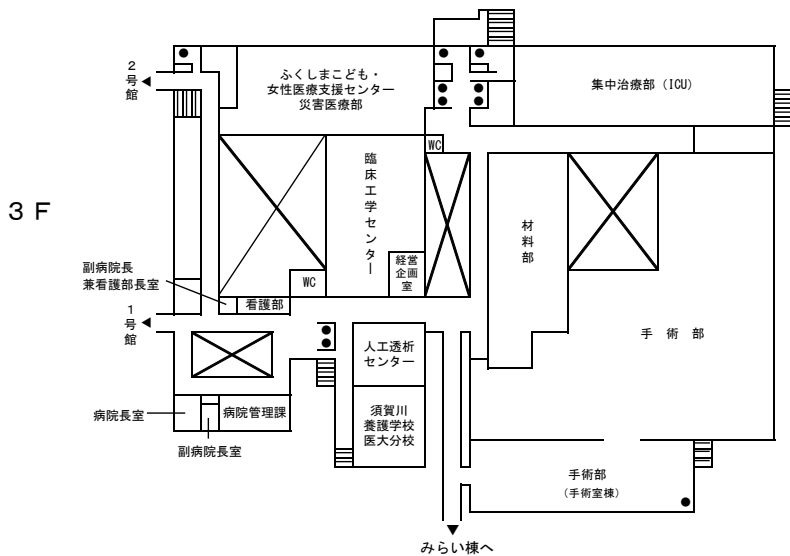 3 F
2号館
ふくしまこども・
女性医療支援センター
災害医療部
集中治療部(ICU)
WC
臨床工学センター
材料部
経営
企画
室
副病院長
兼看護部長室
WC
看護部
1号館
手術部
人工透析
センター
病院長室
病院管理課
副病院長室
須賀川
養護学校
医大分校
手術部
(手術室棟)
みらい棟へ